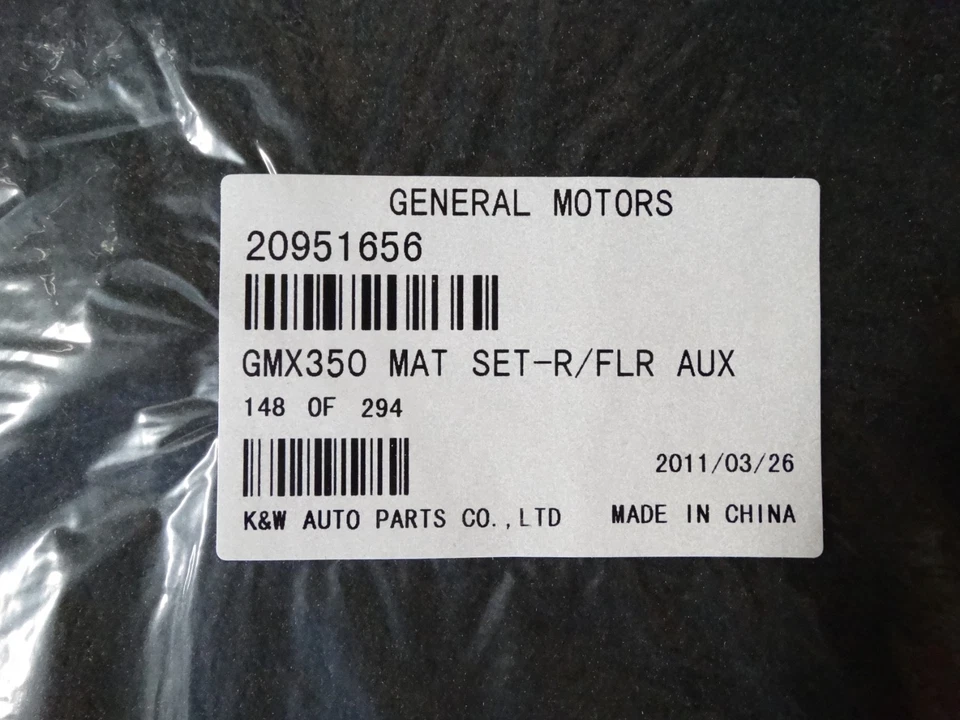 GENERAL MOTORS
20951656
GMX350 MAT SET-R/FLR AUX
148 OF 294
2011/03/26
K&W AUTO PARTS CO.,LTD MADE IN CHINA